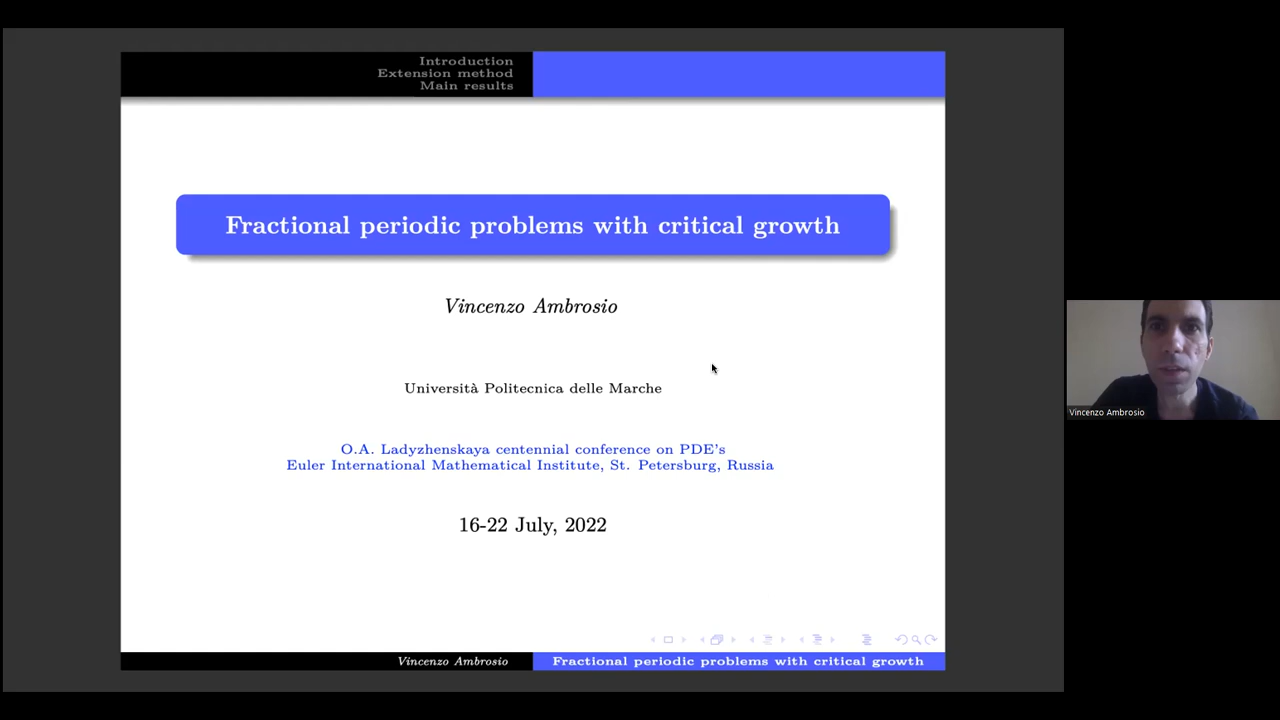 Introduction
Extension method
Main results
Fractional periodic problems with critical growth
Vincenzo Ambrosio
Università Politecnica delle Marche
O.A. Ladyzhenskaya centennial conference on PDE's
Euler International Mathematical Institute, St. Petersburg, Russia
16-22 July, 2022
Vincenzo Ambrosio
Fractional periodic problems with critical growth
Vincenzo Ambrosio